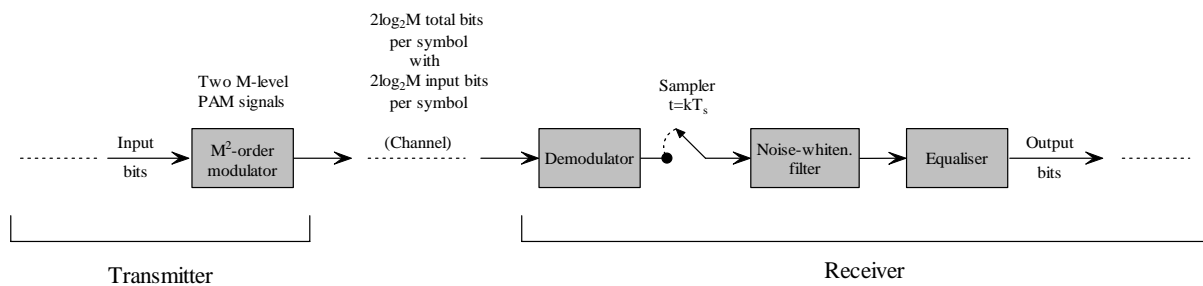 2log₂M total bits
per symbol
with
2log₂M input bits
per symbol
Two M-level
PAM signals
Sampler
t=kTₛ
Input
bits
M²-order
modulator
(Channel)
Demodulator
Noise-whiten.
filter
Equaliser
Output
bits
Transmitter
Receiver